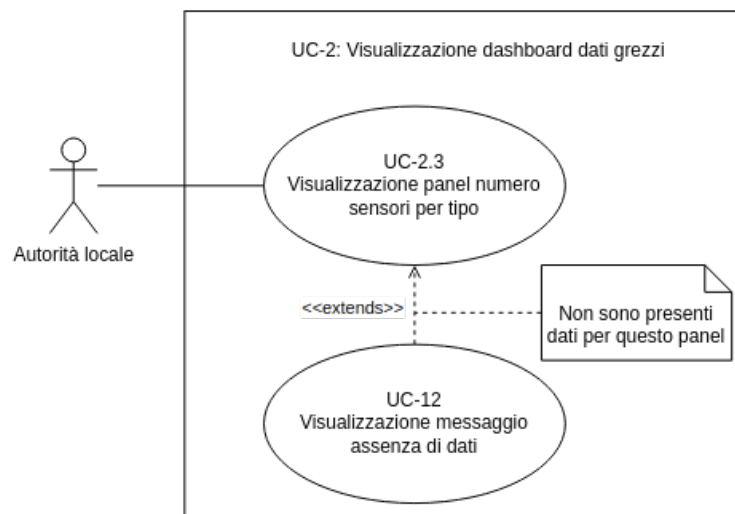 UC-2: Visualizzazione dashboard dati grezzi
UC-2.3
Visualizzazione panel numero
sensori per tipo
Autorità locale
<<extends>>
Non sono presenti
dati per questo panel
UC-12
Visualizzazione messaggio
assenza di dati